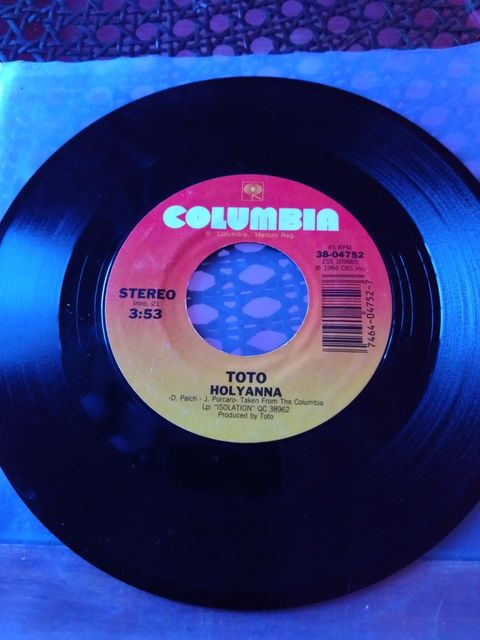 COLUMBIA
® "Columbia, Marcas Reg.
45 RPM
38-04752
ZSS 169885
℗ 1984 CBS Inc.
STEREO
Intro. :21
3:53
7464-04752-7
TOTO
HOLYANNA
-D. Paich - J. Porcaro- Taken From The Columbia
Lp: "ISOLATION" QC 38962
Produced by Toto